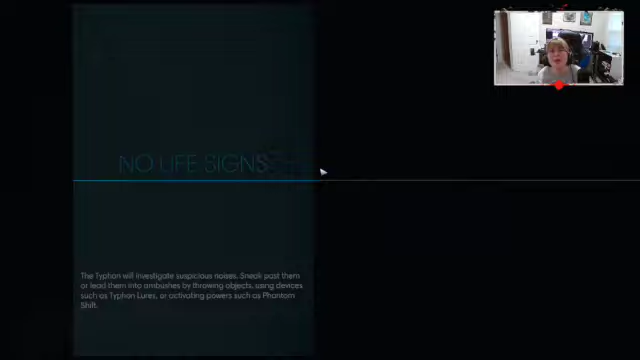 NO LIFE SIGNS
The Typhon will investigate suspicious noises. Sneak past them
or lead them into ambushes by throwing objects, using devices
such as Typhon Lures, or activating powers such as Phantom
Shift.